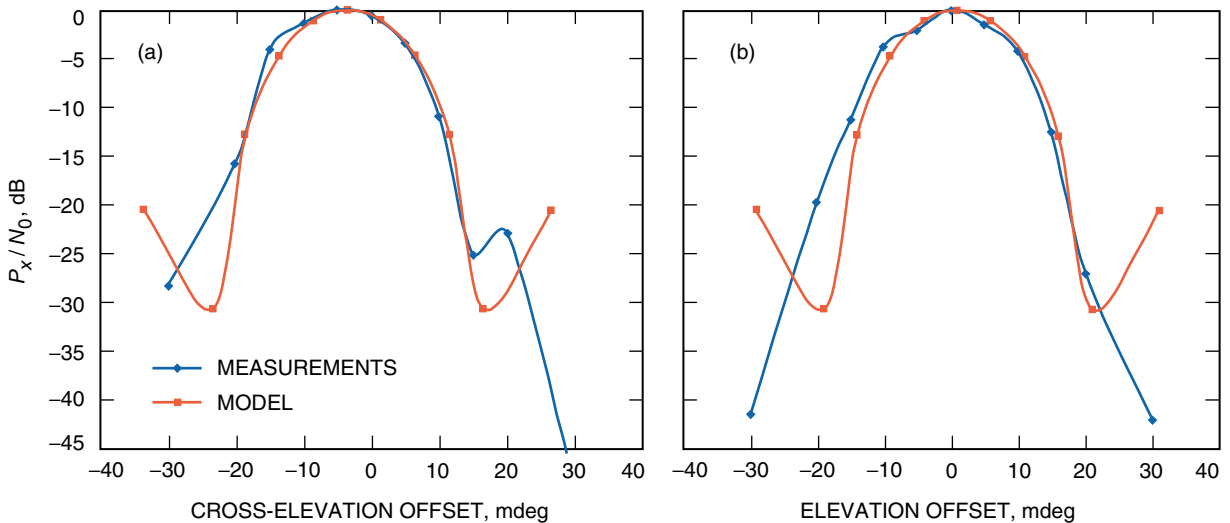 0
−5
−10
−15
−20
−25
−30
−35
−40
−45
Px / N0, dB
(a)
(b)
MEASUREMENTS
MODEL
−40 −30 −20 −10 0 10 20 30 40
−40 −30 −20 −10 0 10 20 30 40
CROSS-ELEVATION OFFSET, mdeg
ELEVATION OFFSET, mdeg